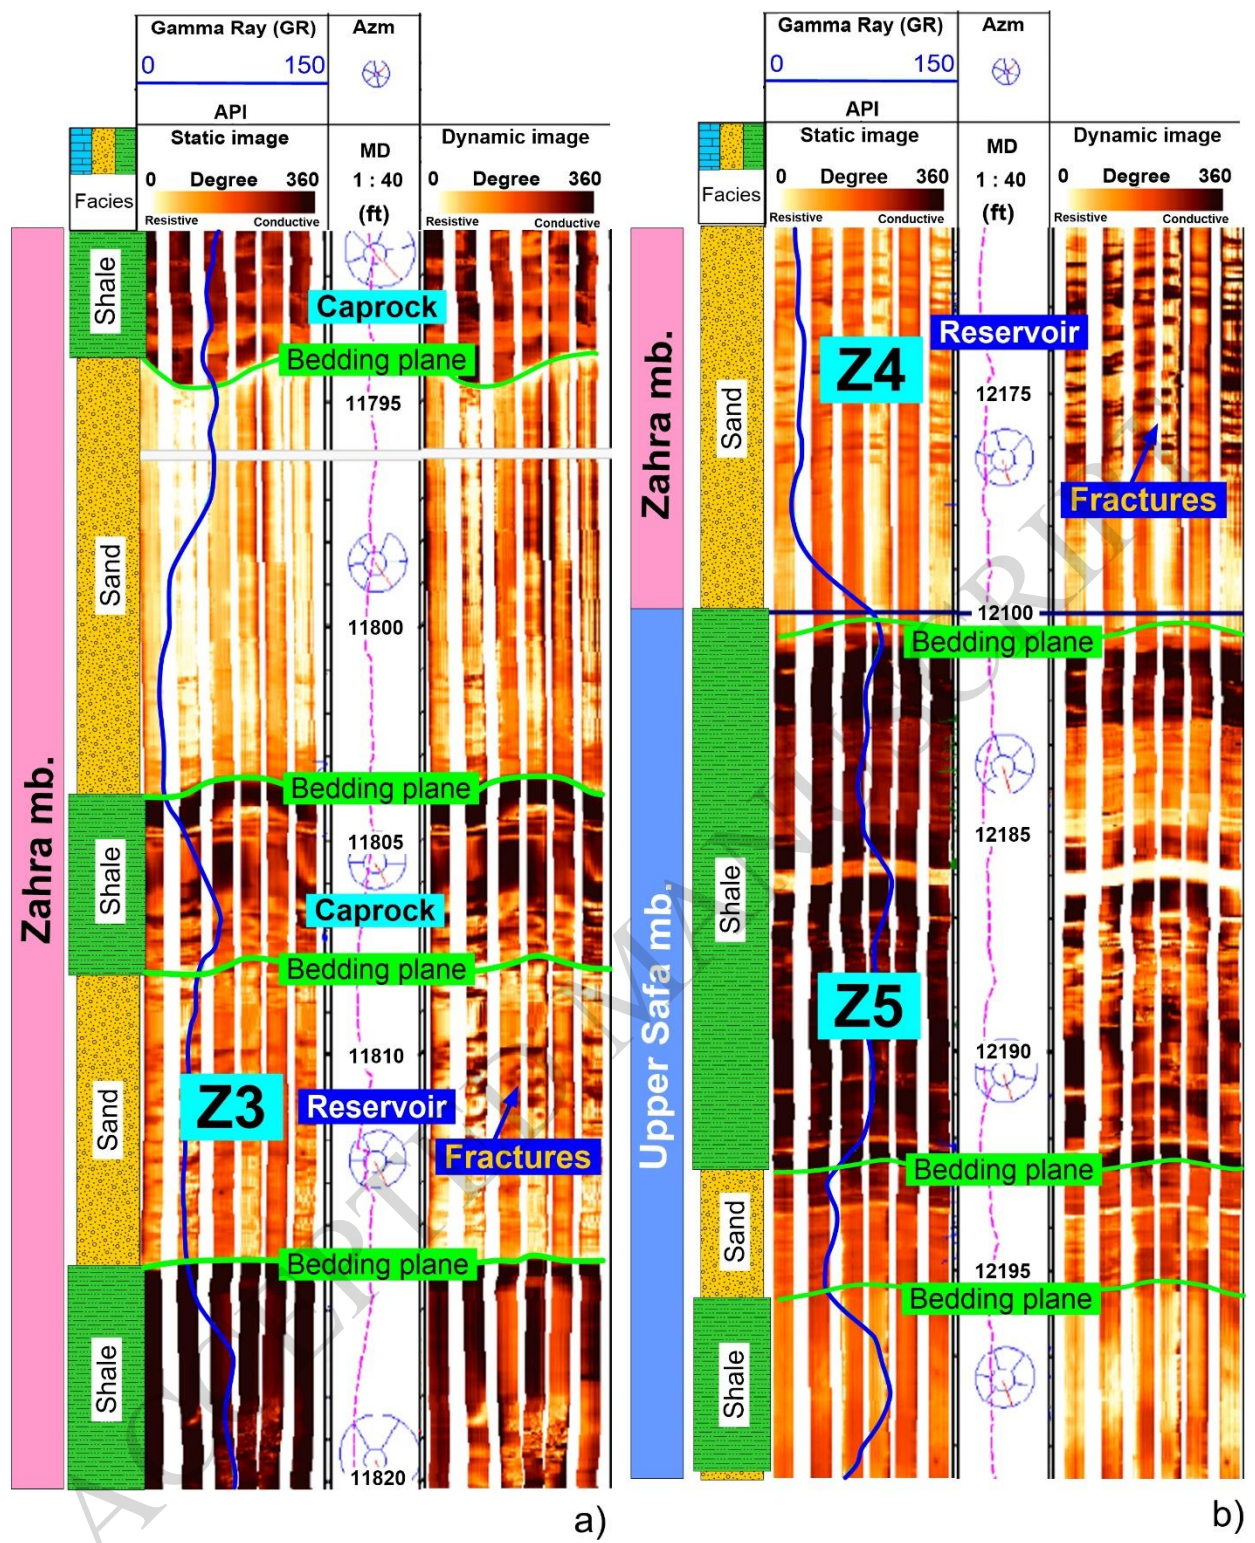 Gamma Ray (GR)
Azm
0 150
API
Static image
MD
Dynamic image
0 Degree 360
1 : 40
0 Degree 360
Facies
Resistive Conductive
(ft)
Resistive Conductive
Zahra mb.
Shale
Caprock
Bedding plane
11795
Sand
11800
Bedding plane
11805
Shale
Caprock
Bedding plane
11810
Sand
Z3
Reservoir
Fractures
Bedding plane
Shale
11820
a)
Gamma Ray (GR)
Azm
0 150
API
Static image
MD
Dynamic image
0 Degree 360
1 : 40
0 Degree 360
Facies
Resistive Conductive
(ft)
Resistive Conductive
Zahra mb.
Sand
Reservoir
Z4
12175
Fractures
12100
Upper Safa mb.
Bedding plane
12185
Shale
Z5
12190
Bedding plane
Sand
12195
Bedding plane
Shale
b)
ACCEPTED MANUSCRIPT